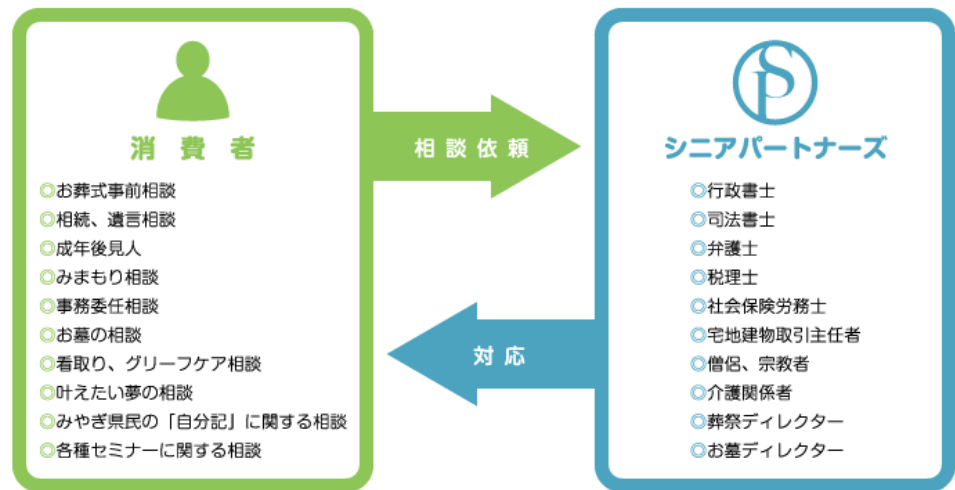 消費者
◎お葬式事前相談
◎相続、遺言相談
◎成年後見人
◎みまもり相談
◎事務委任相談
◎お墓の相談
◎看取り、グリーフケア相談
◎叶えたい夢の相談
◎みやぎ県民の「自分記」に関する相談
◎各種セミナーに関する相談
相談依頼
対応
SP
シニアパートナーズ
◎行政書士
◎司法書士
◎弁護士
◎税理士
◎社会保険労務士
◎宅地建物取引主任者
◎僧侶、宗教者
◎介護関係者
◎葬祭ディレクター
◎お墓ディレクター